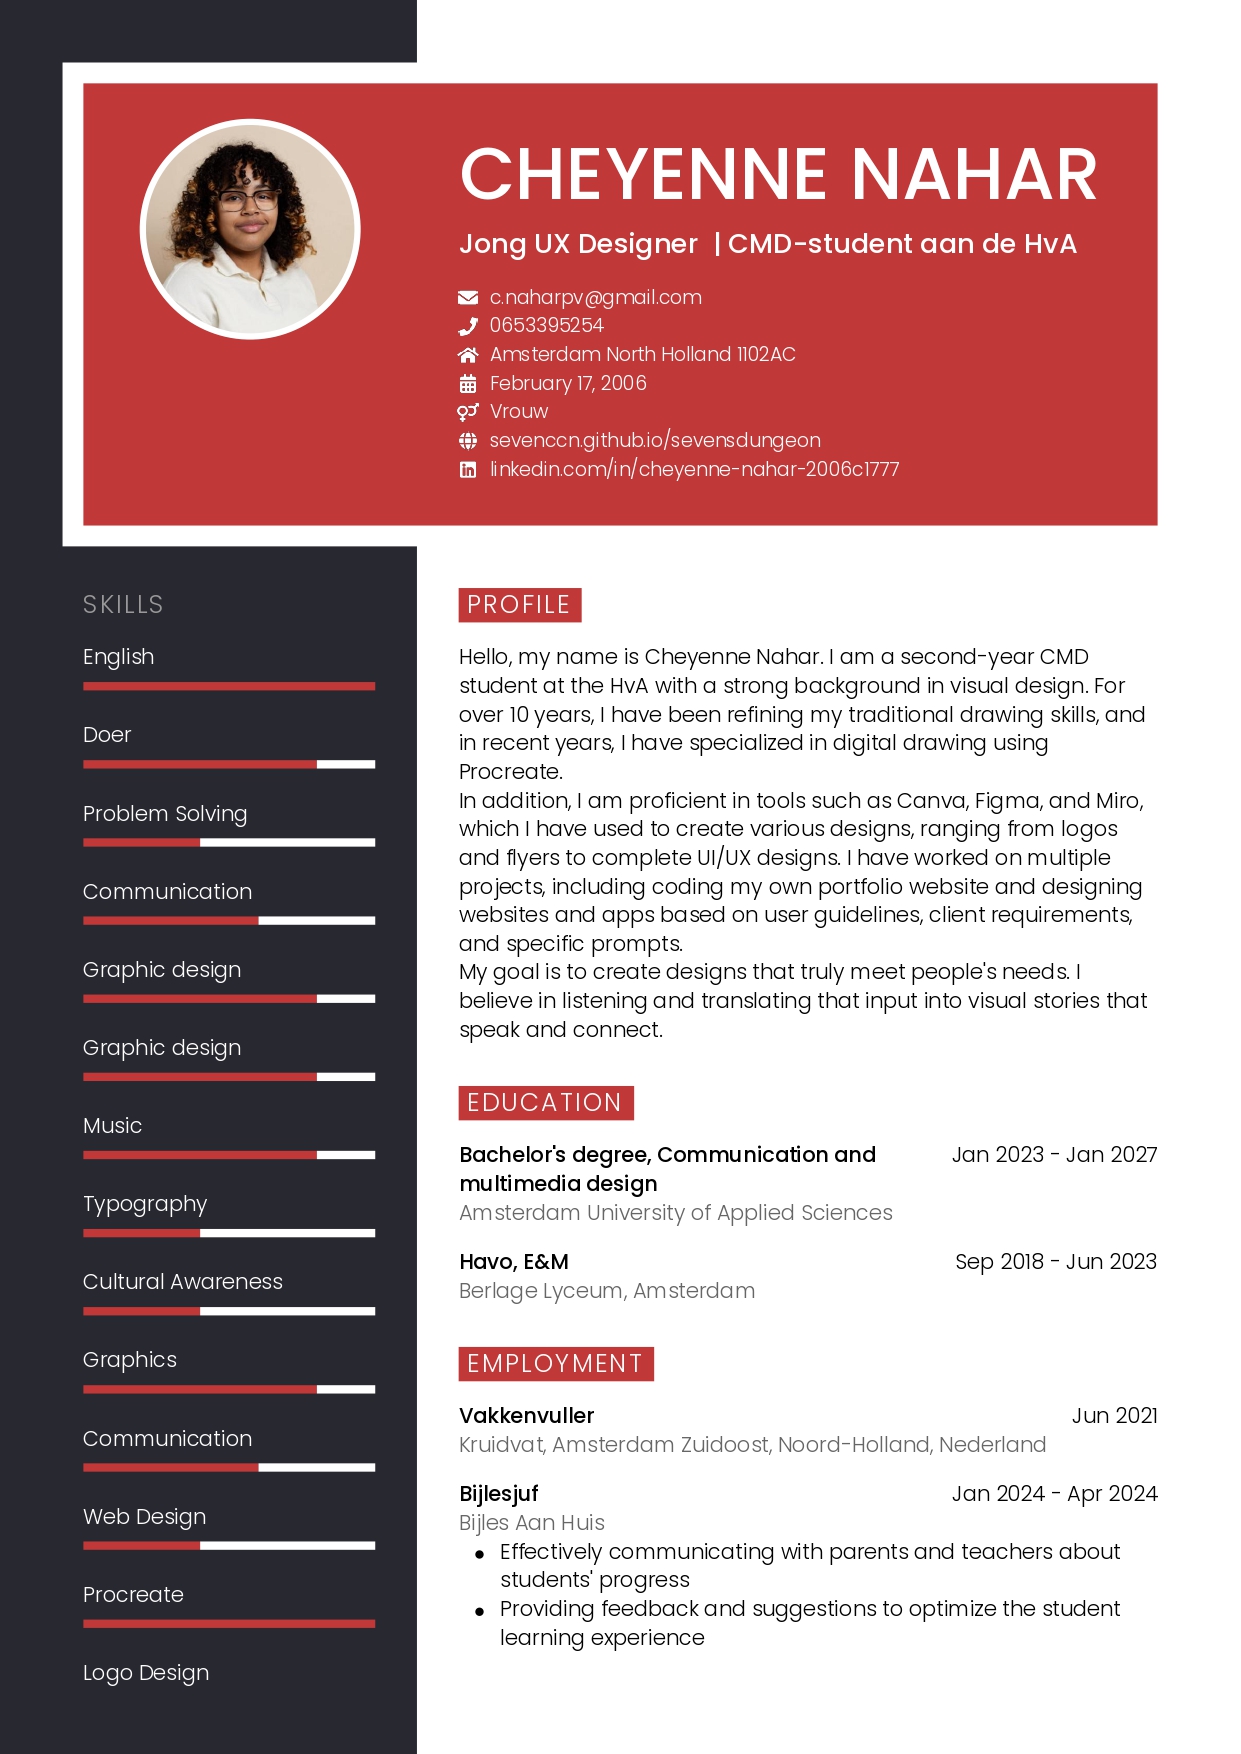 CHEYENNE NAHAR
Jong UX Designer | CMD-student aan de HvA
c.naharpv@gmail.com
0653395254
Amsterdam North Holland 1102AC
February 17, 2006
Vrouw
sevenccn.github.io/sevensdungeon
linkedin.com/in/cheyenne-nahar-2006c1777
SKILLS
English
Doer
Problem Solving
Communication
Graphic design
Graphic design
Music
Typography
Cultural Awareness
Graphics
Communication
Web Design
Procreate
Logo Design
PROFILE
Hello, my name is Cheyenne Nahar. I am a second-year CMD
student at the HvA with a strong background in visual design. For
over 10 years, I have been refining my traditional drawing skills, and
in recent years, I have specialized in digital drawing using
Procreate.
In addition, I am proficient in tools such as Canva, Figma, and Miro,
which I have used to create various designs, ranging from logos
and flyers to complete UI/UX designs. I have worked on multiple
projects, including coding my own portfolio website and designing
websites and apps based on user guidelines, client requirements,
and specific prompts.
My goal is to create designs that truly meet people's needs. I
believe in listening and translating that input into visual stories that
speak and connect.
EDUCATION
Bachelor's degree, Communication and Jan 2023 - Jan 2027
multimedia design
Amsterdam University of Applied Sciences
Havo, E&M Sep 2018 - Jun 2023
Berlage Lyceum, Amsterdam
EMPLOYMENT
Vakkenvuller Jun 2021
Kruidvat, Amsterdam Zuidoost, Noord-Holland, Nederland
Bijlesjuf Jan 2024 - Apr 2024
Bijles Aan Huis
• Effectively communicating with parents and teachers about
students' progress
• Providing feedback and suggestions to optimize the student
learning experience